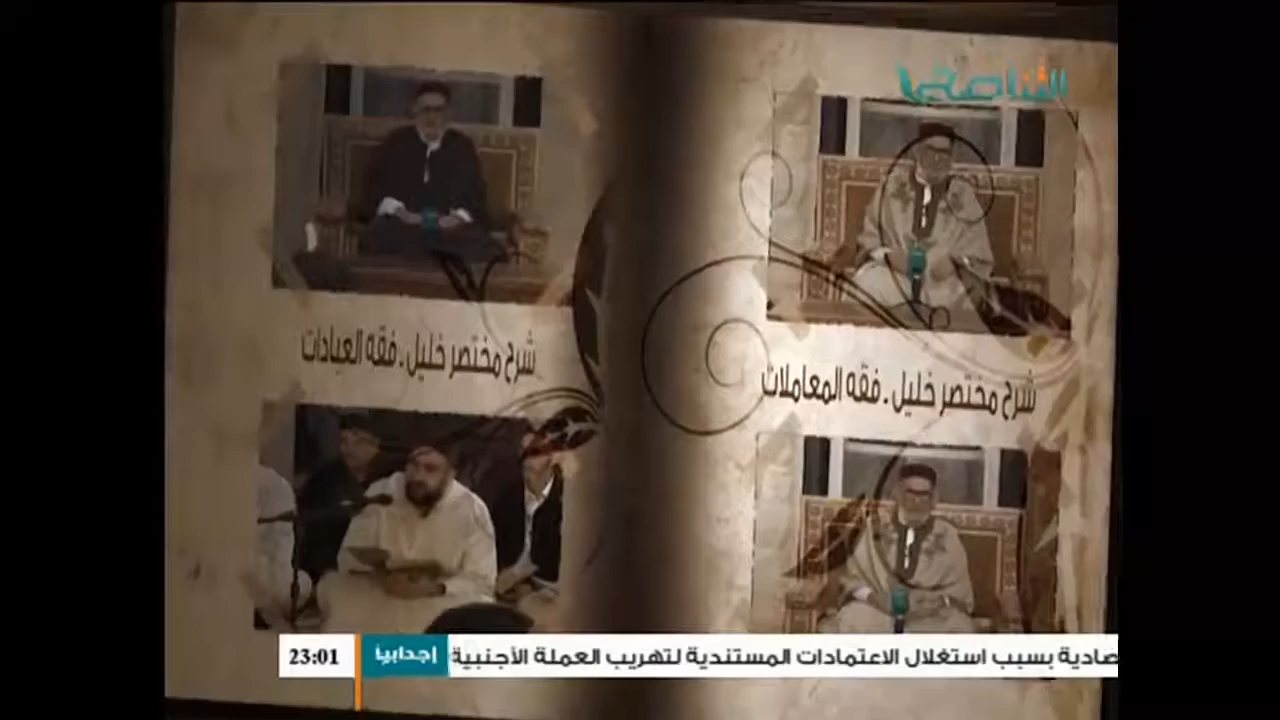 التناصح
شرح مختصر خليل . فقه المعاملات
شرح مختصر خليل . فقه العبادات
صادية بسبب استغلال الاعتمادات المستندية لتهريب العملة الأجنبية
إجدابيا
23:01